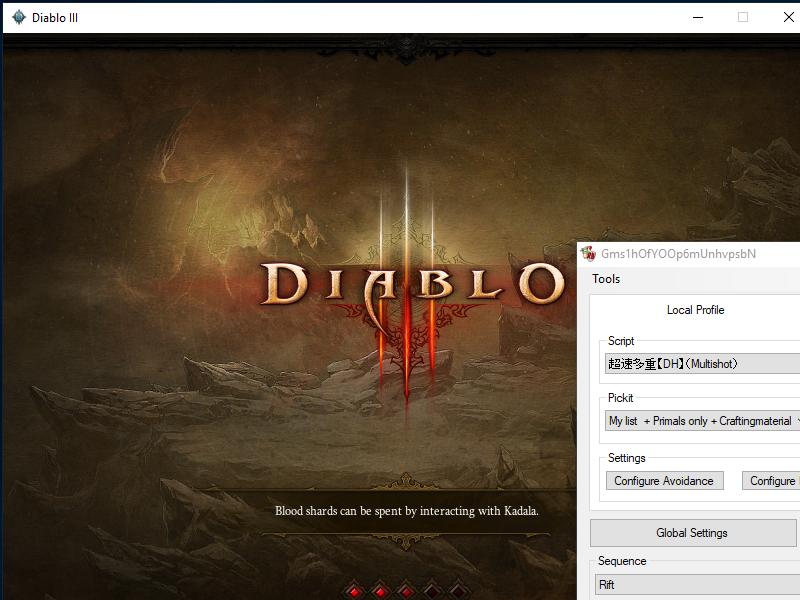 Diablo III
DIABLO
Gms1hOfYOOp6mUnhvpsbN
Tools
Local Profile
Script
超速多重【DH】（Multishot）
Pickit
My list + Primals only + Craftingmaterial
Settings
Configure Avoidance
Configure
Blood shards can be spent by interacting with Kadala.
Global Settings
Sequence
Rift